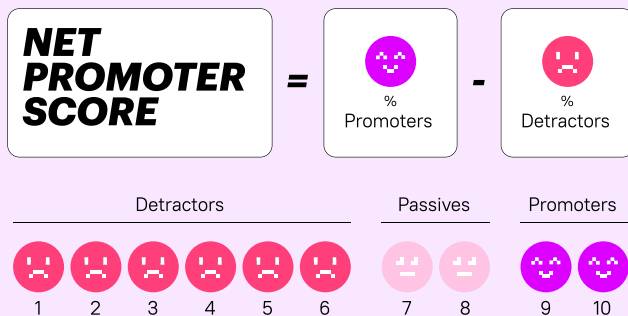 NET
PROMOTER
SCORE
=
%
Promoters
-
%
Detractors
Detractors
Passives
Promoters
1 2 3 4 5 6 7 8 9 10